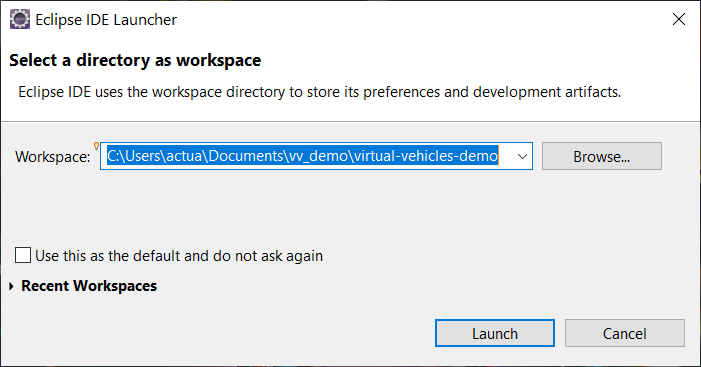 Eclipse IDE Launcher
Select a directory as workspace
Eclipse IDE uses the workspace directory to store its preferences and development artifacts.
Workspace: C:\Users\actua\Documents\vv_demo\virtual-vehicles-demo Browse...
Use this as the default and do not ask again
Recent Workspaces
Launch Cancel